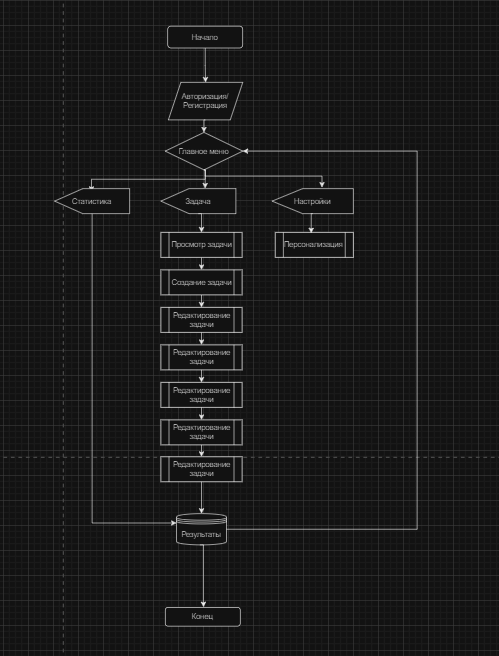 Начало
Авторизация/
Регистрация
Главное меню
Статистика
Задача
Настройки
Просмотр задачи
Персонализация
Создание задачи
Редактирование
задачи
Редактирование
задачи
Редактирование
задачи
Редактирование
задачи
Редактирование
задачи
Результаты
Конец